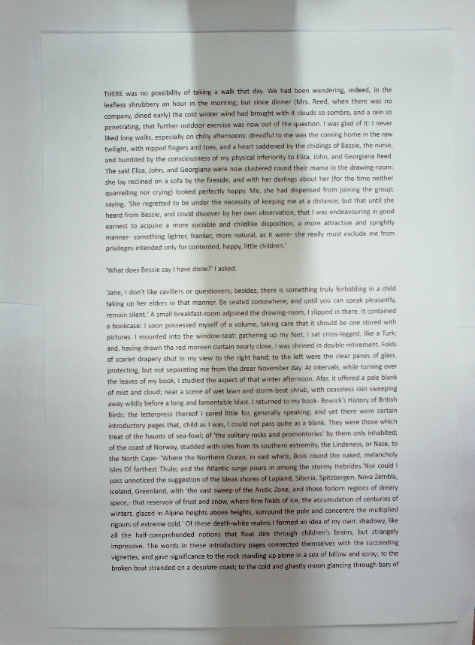 THERE was no possibility of taking a walk that day. We had been wandering, indeed, in the
leafless shrubbery an hour in the morning; but since dinner (Mrs. Reed, when there was no
company, dined early) the cold winter wind had brought with it clouds so sombre, and a rain so
penetrating, that further outdoor exercise was now out of the question. I was glad of it: I never
liked long walks, especially on chilly afternoons: dreadful to me was the coming home in the raw
twilight, with nipped fingers and toes, and a heart saddened by the chidings of Bessie, the nurse,
and humbled by the consciousness of my physical inferiority to Eliza, John, and Georgiana Reed.
The said Eliza, John, and Georgiana were now clustered round their mama in the drawing-room:
she lay reclined on a sofa by the fireside, and with her darlings about her (for the time neither
quarrelling nor crying) looked perfectly happy. Me, she had dispensed from joining the group;
saying, 'She regretted to be under the necessity of keeping me at a distance; but that until she
heard from Bessie, and could discover by her own observation, that I was endeavouring in good
earnest to acquire a more sociable and childlike disposition, a more attractive and sprightly
manner- something lighter, franker, more natural, as it were- she really must exclude me from
privileges intended only for contented, happy, little children.'
'What does Bessie say I have done?' I asked.
'Jane, I don't like cavillers or questioners; besides, there is something truly forbidding in a child
taking up her elders in that manner. Be seated somewhere; and until you can speak pleasantly,
remain silent.' A small breakfast-room adjoined the drawing-room, I slipped in there. It contained
a bookcase: I soon possessed myself of a volume, taking care that it should be one stored with
pictures. I mounted into the window-seat: gathering up my feet, I sat cross-legged, like a Turk;
and, having drawn the red moreen curtain nearly close, I was shrined in double retirement. Folds
of scarlet drapery shut in my view to the right hand; to the left were the clear panes of glass,
protecting, but not separating me from the drear November day. At intervals, while turning over
the leaves of my book, I studied the aspect of that winter afternoon. Afar, it offered a pale blank
of mist and cloud; near a scene of wet lawn and storm-beat shrub, with ceaseless rain sweeping
away wildly before a long and lamentable blast. I returned to my book- Bewick's History of British
Birds: the letterpress thereof I cared little for, generally speaking; and yet there were certain
introductory pages that, child as I was, I could not pass quite as a blank. They were those which
treat of the haunts of sea-fowl; of 'the solitary rocks and promontories' by them only inhabited;
of the coast of Norway, studded with isles from its southern extremity, the Lindeness, or Naze, to
the North Cape- 'Where the Northern Ocean, in vast whirls, Boils round the naked, melancholy
isles Of farthest Thule; and the Atlantic surge Pours in among the stormy Hebrides.'Nor could I
pass unnoticed the suggestion of the bleak shores of Lapland, Siberia, Spitzbergen, Nova Zembla,
Iceland, Greenland, with 'the vast sweep of the Arctic Zone, and those forlorn regions of dreary
space,- that reservoir of frost and snow, where firm fields of ice, the accumulation of centuries of
winters, glazed in Alpine heights above heights, surround the pole and concentre the multiplied
rigours of extreme cold.' Of these death-white realms I formed an idea of my own: shadowy, like
all the half-comprehended notions that float dim through children's brains, but strangely
impressive. The words in these introductory pages connected themselves with the succeeding
vignettes, and gave significance to the rock standing up alone in a sea of billow and spray; to the
broken boat stranded on a desolate coast; to the cold and ghastly moon glancing through bars of